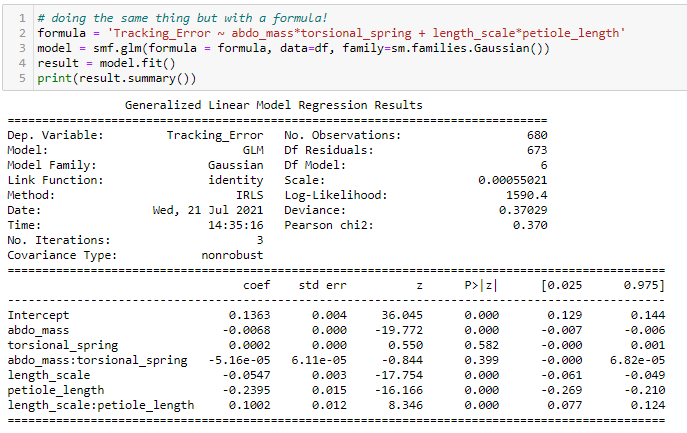 1 # doing the same thing but with a formula!
2 formula = 'Tracking_Error ~ abdo_mass*torsional_spring + length_scale*petiole_length'
3 model = smf.glm(formula = formula, data=df, family=sm.families.Gaussian())
4 result = model.fit()
5 print(result.summary())
Generalized Linear Model Regression Results
==============================================================================
Dep. Variable: Tracking_Error No. Observations: 680
Model: GLM Df Residuals: 673
Model Family: Gaussian Df Model: 6
Link Function: identity Scale: 0.00055021
Method: IRLS Log-Likelihood: 1590.4
Date: Wed, 21 Jul 2021 Deviance: 0.37029
Time: 14:35:16 Pearson chi2: 0.370
No. Iterations: 3
Covariance Type: nonrobust
===============================================================================================
coef std err z P>|z| [0.025 0.975]
-----------------------------------------------------------------------------------------------
Intercept 0.1363 0.004 36.045 0.000 0.129 0.144
abdo_mass -0.0068 0.000 -19.772 0.000 -0.007 -0.006
torsional_spring 0.0002 0.000 0.550 0.582 -0.000 0.001
abdo_mass:torsional_spring -5.16e-05 6.11e-05 -0.844 0.399 -0.000 6.82e-05
length_scale -0.0547 0.003 -17.754 0.000 -0.061 -0.049
petiole_length -0.2395 0.015 -16.166 0.000 -0.269 -0.210
length_scale:petiole_length 0.1002 0.012 8.346 0.000 0.077 0.124
===============================================================================================